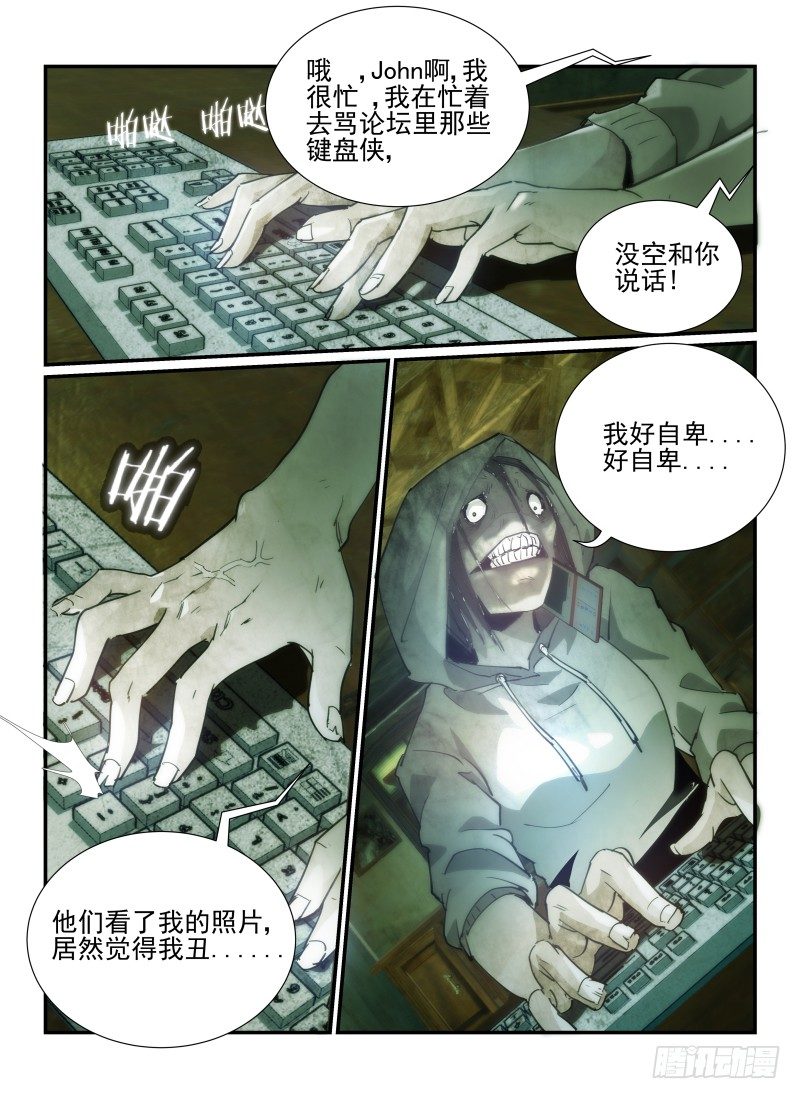 哦 ,John啊,我
很忙 ,我在忙着
去骂论坛里那些
键盘侠,
啪哒 啪哒
没空和你
说话!
我好自卑....
好自卑....
啪
他们看了我的照片,
居然觉得我丑......
腾讯动漫